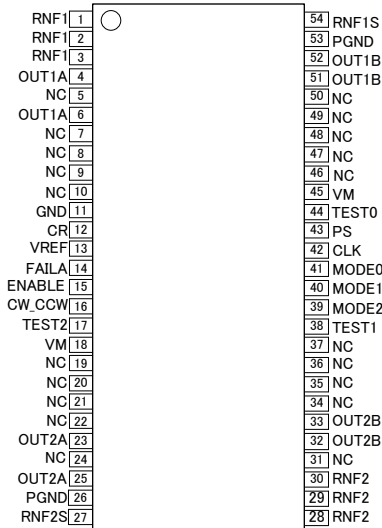 RNF1 1
RNF1 2
RNF1 3
OUT1A 4
NC 5
OUT1A 6
NC 7
NC 8
NC 9
NC 10
GND 11
CR 12
VREF 13
FAILA 14
ENABLE 15
CW_CCW 16
TEST2 17
VM 18
NC 19
NC 20
NC 21
NC 22
OUT2A 23
NC 24
OUT2A 25
PGND 26
RNF2S 27
54 RNF1S
53 PGND
52 OUT1B
51 OUT1B
50 NC
49 NC
48 NC
47 NC
46 NC
45 VM
44 TEST0
43 PS
42 CLK
41 MODE0
40 MODE1
39 MODE2
38 TEST1
37 NC
36 NC
35 NC
34 NC
33 OUT2B
32 OUT2B
31 NC
30 RNF2
29 RNF2
28 RNF2